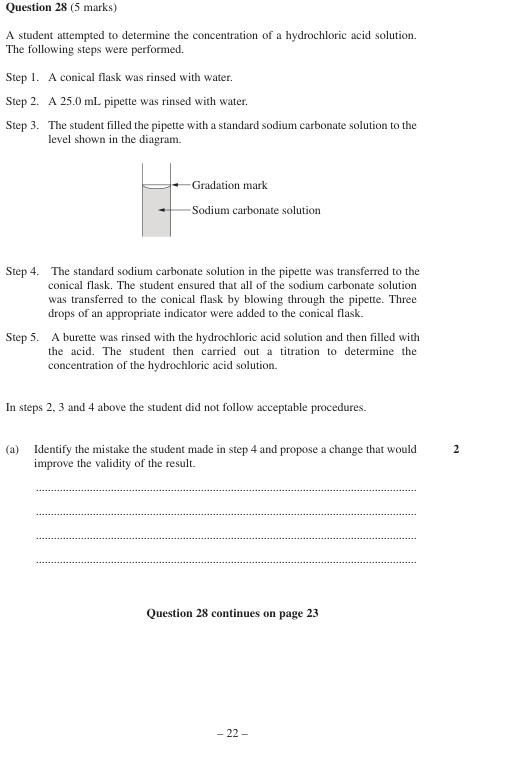 Question 28 (5 marks)
A student attempted to determine the concentration of a hydrochloric acid solution.
The following steps were performed.
Step 1. A conical flask was rinsed with water.
Step 2. A 25.0 mL pipette was rinsed with water.
Step 3. The student filled the pipette with a standard sodium carbonate solution to the
level shown in the diagram.
Gradation mark
Sodium carbonate solution
Step 4. The standard sodium carbonate solution in the pipette was transferred to the
conical flask. The student ensured that all of the sodium carbonate solution
was transferred to the conical flask by blowing through the pipette. Three
drops of an appropriate indicator were added to the conical flask.
Step 5. A burette was rinsed with the hydrochloric acid solution and then filled with
the acid. The student then carried out a titration to determine the
concentration of the hydrochloric acid solution.
In steps 2, 3 and 4 above the student did not follow acceptable procedures.
(a) Identify the mistake the student made in step 4 and propose a change that would 2
improve the validity of the result.
Question 28 continues on page 23
– 22 –